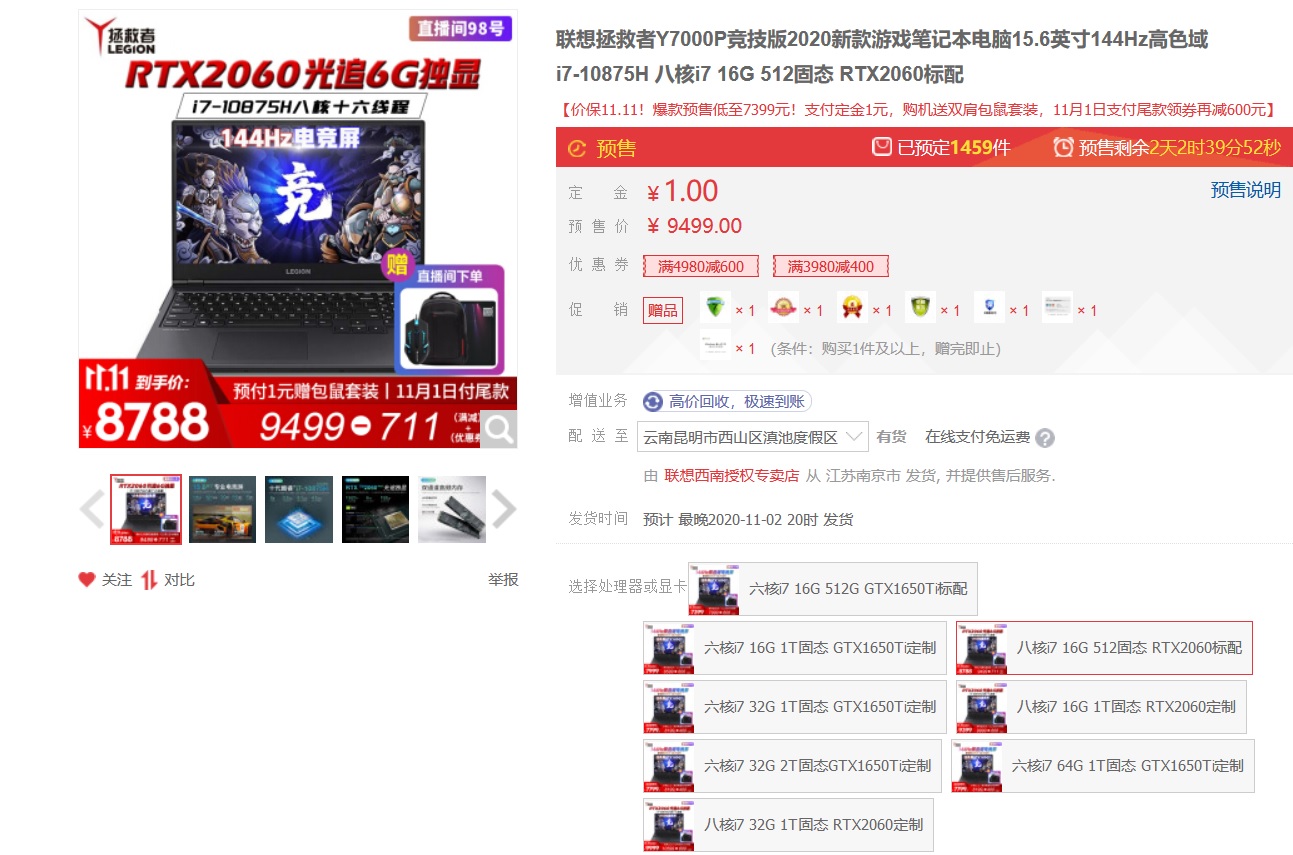 拯救者
LEGION
直播间98号
RTX2060光追6G独显
i7-10875H八核十六线程
144Hz电竞屏
竞
LEGION
赠
直播间下单
11.11 到手价:
¥8788
预付1元赠包鼠套装 | 11月1日付尾款
9499-711
(满减
+
关注
对比
举报
联想拯救者Y7000P竞技版2020新款游戏笔记本电脑15.6英寸144Hz高色域
i7-10875H 八核i7 16G 512固态 RTX2060标配
【价保11.11！爆款预售低至7399元！支付定金1元，购机送双肩包鼠套装，11月1日支付尾款领券再减600元】
预售 已预定1459件 预售剩余2天2时39分52秒
定金 ¥1.00 预售说明
预售价 ¥ 9499.00
优惠券 满4980减600 满3980减400
促销 赠品 × 1 × 1 × 1 × 1 × 1 × 1
× 1 (条件：购买1件及以上，赠完即止)
增值业务 高价回收，极速到账
配送至 云南昆明市西山区滇池度假区 有货 在线支付免运费 ?
由 联想西南授权专卖店 从 江苏南京市 发货, 并提供售后服务.
发货时间 预计 最晚2020-11-02 20时 发货
选择处理器或显卡 六核i7 16G 512G GTX1650Ti标配
六核i7 16G 1T固态 GTX1650Ti定制 八核i7 16G 512固态 RTX2060标配
六核i7 32G 1T固态 GTX1650Ti定制 八核i7 16G 1T固态 RTX2060定制
六核i7 32G 2T固态GTX1650Ti定制 六核i7 64G 1T固态 GTX1650Ti定制
八核i7 32G 1T固态 RTX2060定制